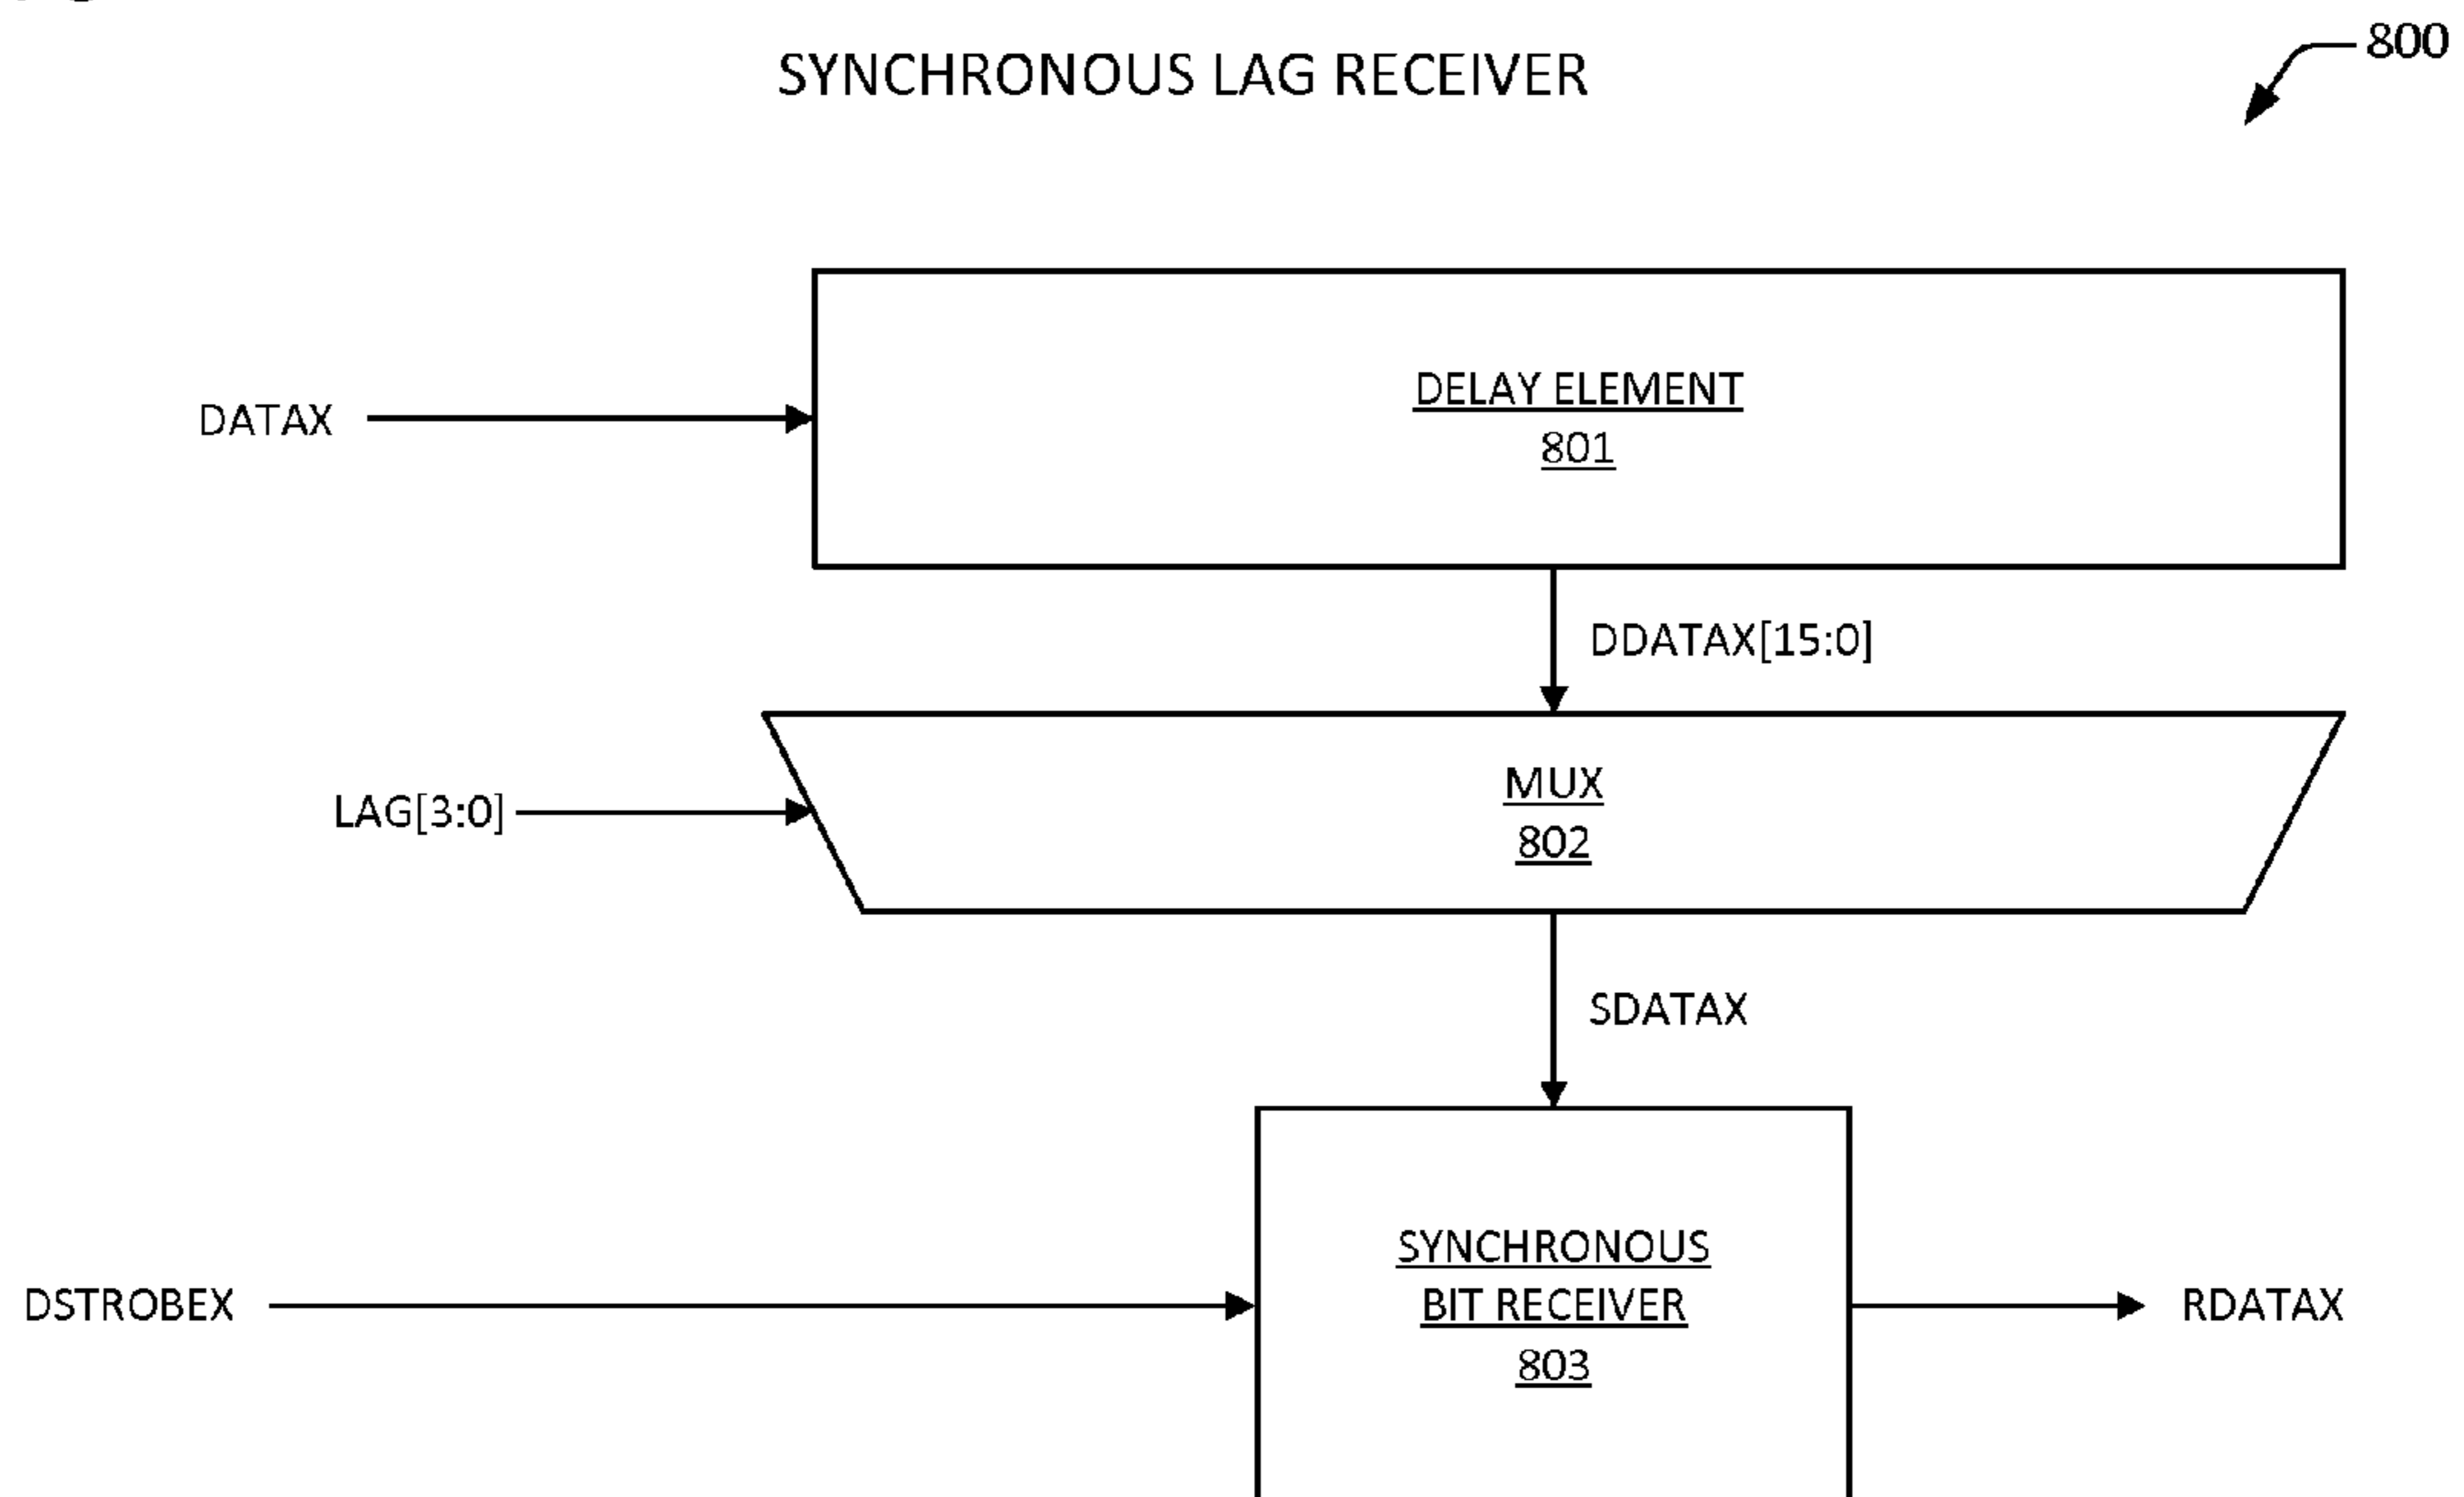 800
SYNCHRONOUS LAG RECEIVER
DELAY ELEMENT
801
DATAX
DDATAX[15:0]
LAG[3:0]
MUX
802
SDATAX
DSTROBEX
SYNCHRONOUS
BIT RECEIVER
803
RDATAX